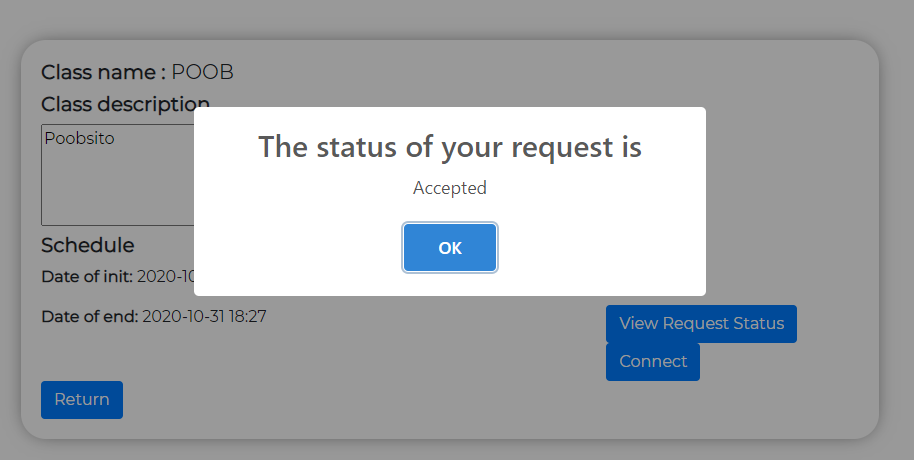 Class name : POOB
Class description
Poobsito
The status of your request is
Accepted
OK
Schedule
Date of init: 2020-10
Date of end: 2020-10-31 18:27
View Request Status
Connect
Return